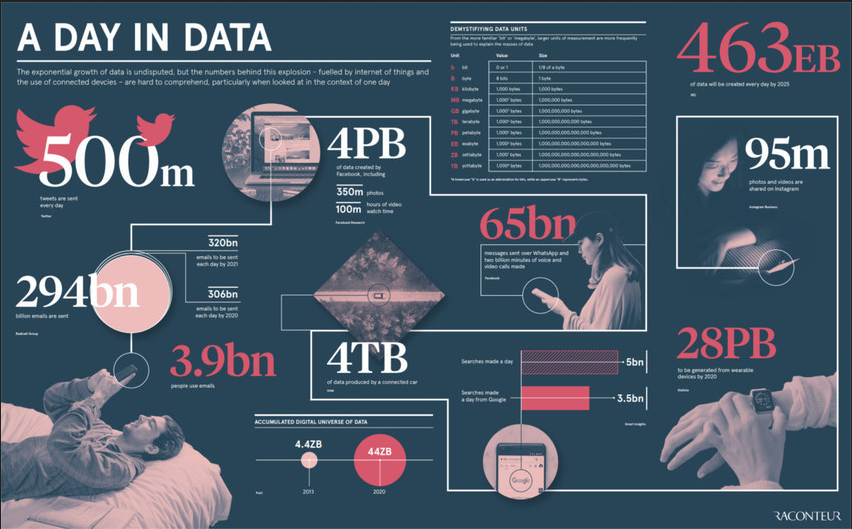 A DAY IN DATA
The exponential growth of data is undisputed, but the numbers behind this explosion – fuelled by internet of things and
the use of connected devcies – are hard to comprehend, particularly when looked at in the context of one day
500m
tweets are sent
every day
Twitter
4PB
of data created by
Facebook, including
350m photos
100m hours of video
watch time
Facebook Research
DEMYSTIFIYING DATA UNITS
From the more familiar 'bit' or 'megabyte', larger units of measurement are more frequently
being used to explain the masses of data
Unit Value Size
b bit 0 or 1 1/8 of a byte
B byte 8 bits 1 byte
KB kilobyte 1,000 bytes 1,000 bytes
MB megabyte 1,000² bytes 1,000,000 bytes
GB gigabyte 1,000³ bytes 1,000,000,000 bytes
TB terabyte 1,000⁴ bytes 1,000,000,000,000 bytes
PB petabyte 1,000⁵ bytes 1,000,000,000,000,000 bytes
EB exabyte 1,000⁶ bytes 1,000,000,000,000,000,000 bytes
ZB zettabyte 1,000⁷ bytes 1,000,000,000,000,000,000,000 bytes
YB yottabyte 1,000⁸ bytes 1,000,000,000,000,000,000,000,000 bytes
*A lowercase "b" is used as an abbreviation for bits, while an uppercase "B" represents bytes.
463EB
of data will be created every day by 2025
IDC
95m
photos and videos are
shared on Instagram
Instagram Business
65bn
messages sent over WhatsApp and
two billion minutes of voice and
video calls made
Facebook
320bn
emails to be sent
each day by 2021
306bn
emails to be sent
each day by 2020
294bn
billion emails are sent
Radicati Group
3.9bn
people use emails
4TB
of data produced by a connected car
Intel
ACCUMULATED DIGITAL UNIVERSE OF DATA
4.4ZB
44ZB
2013
2020
PwC
Searches made a day
5bn
Searches made
a day from Google
3.5bn
Smart Insights
Google
28PB
to be generated from wearable
devices by 2020
Statista
RACONTEUR